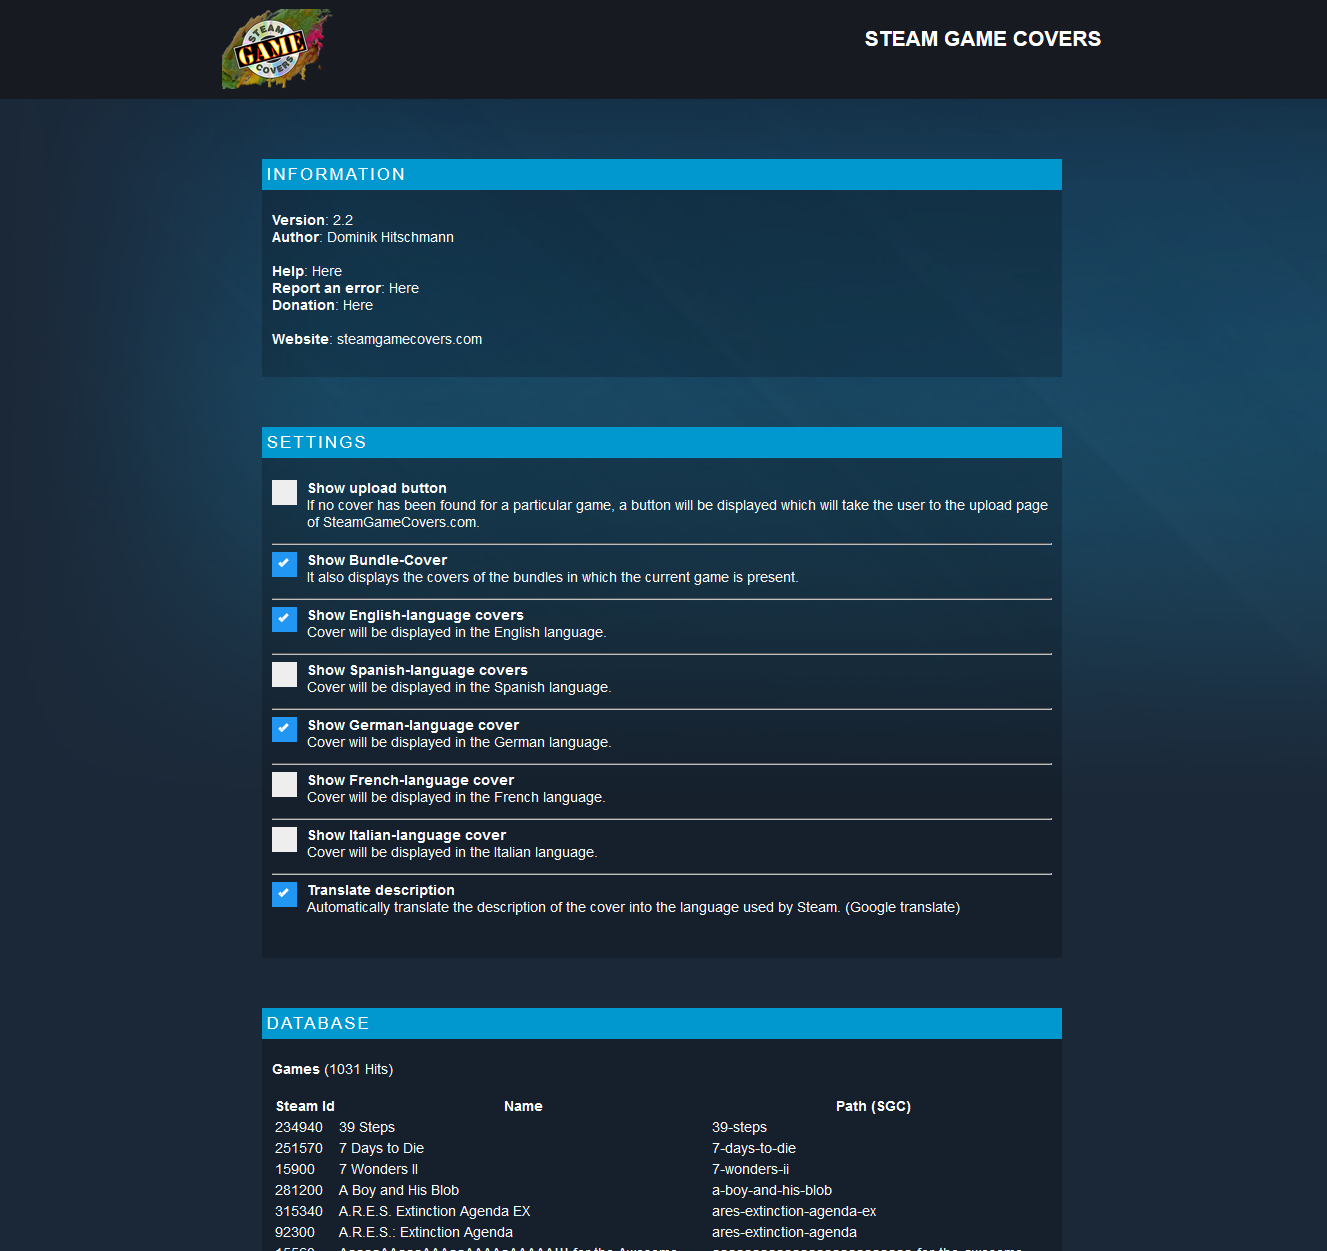 STEAM
GAME
COVERS
STEAM GAME COVERS
INFORMATION
Version: 2.2
Author: Dominik Hitschmann
Help: Here
Report an error: Here
Donation: Here
Website: steamgamecovers.com
SETTINGS
Show upload button
If no cover has been found for a particular game, a button will be displayed which will take the user to the upload page
of SteamGameCovers.com.
Show Bundle-Cover
It also displays the covers of the bundles in which the current game is present.
Show English-language covers
Cover will be displayed in the English language.
Show Spanish-language covers
Cover will be displayed in the Spanish language.
Show German-language cover
Cover will be displayed in the German language.
Show French-language cover
Cover will be displayed in the French language.
Show Italian-language cover
Cover will be displayed in the Italian language.
Translate description
Automatically translate the description of the cover into the language used by Steam. (Google translate)
DATABASE
Games (1031 Hits)
Steam Id Name Path (SGC)
234940 39 Steps 39-steps
251570 7 Days to Die 7-days-to-die
15900 7 Wonders II 7-wonders-ii
281200 A Boy and His Blob a-boy-and-his-blob
315340 A.R.E.S. Extinction Agenda EX ares-extinction-agenda-ex
92300 A.R.E.S.: Extinction Agenda ares-extinction-agenda